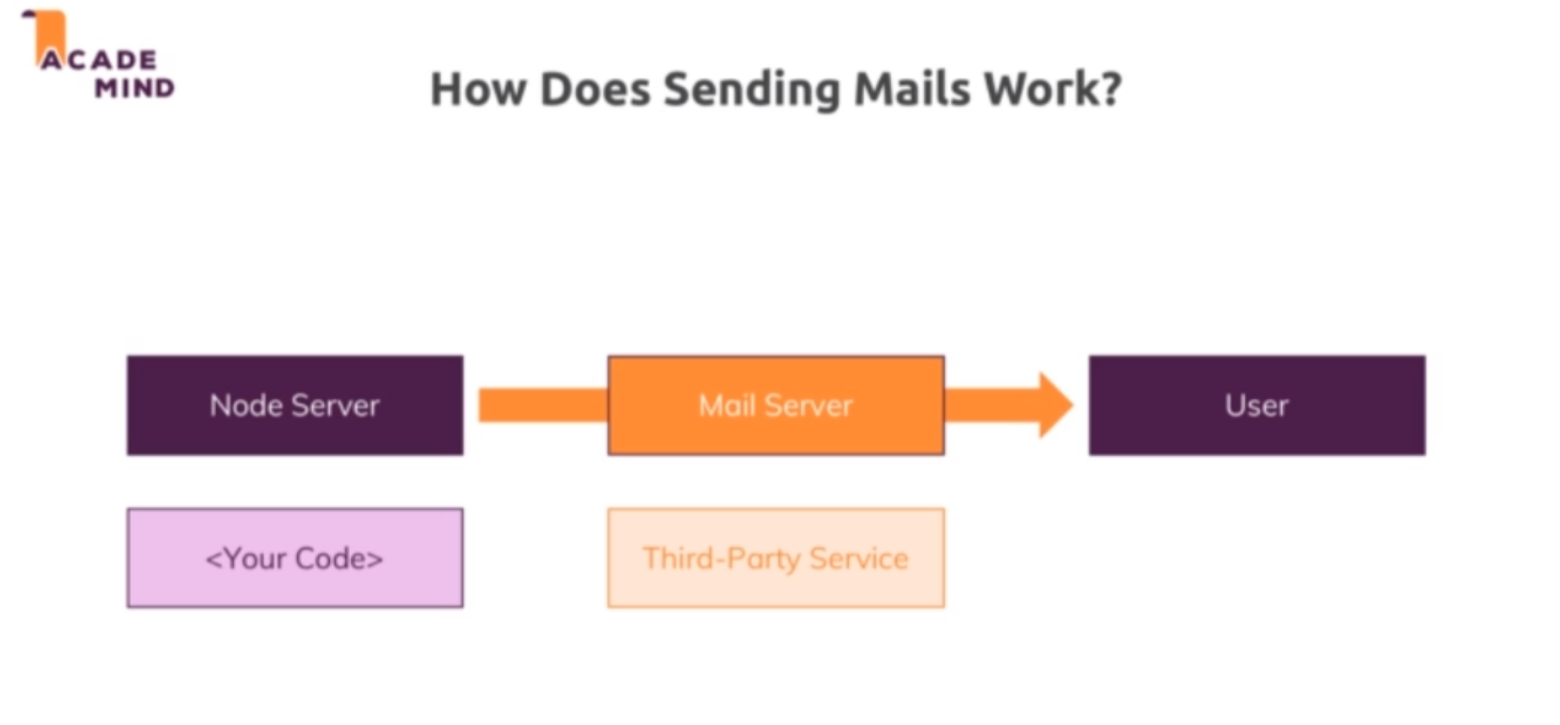 ACADE
MIND
How Does Sending Mails Work?
Node Server
Mail Server
User
<Your Code>
Third-Party Service